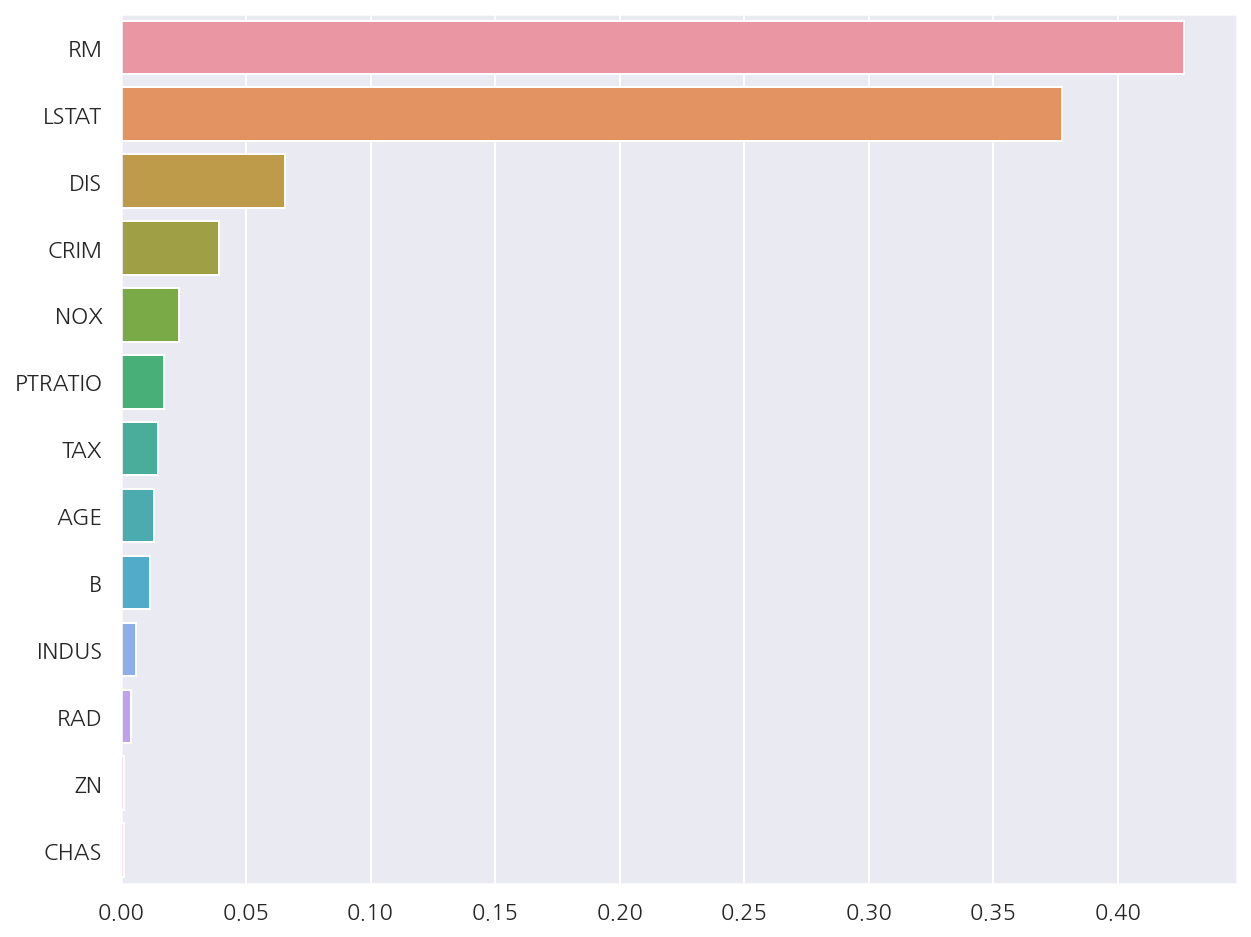 RM
LSTAT
DIS
CRIM
NOX
PTRATIO
TAX
AGE
B
INDUS
RAD
ZN
CHAS
0.00 0.05 0.10 0.15 0.20 0.25 0.30 0.35 0.40